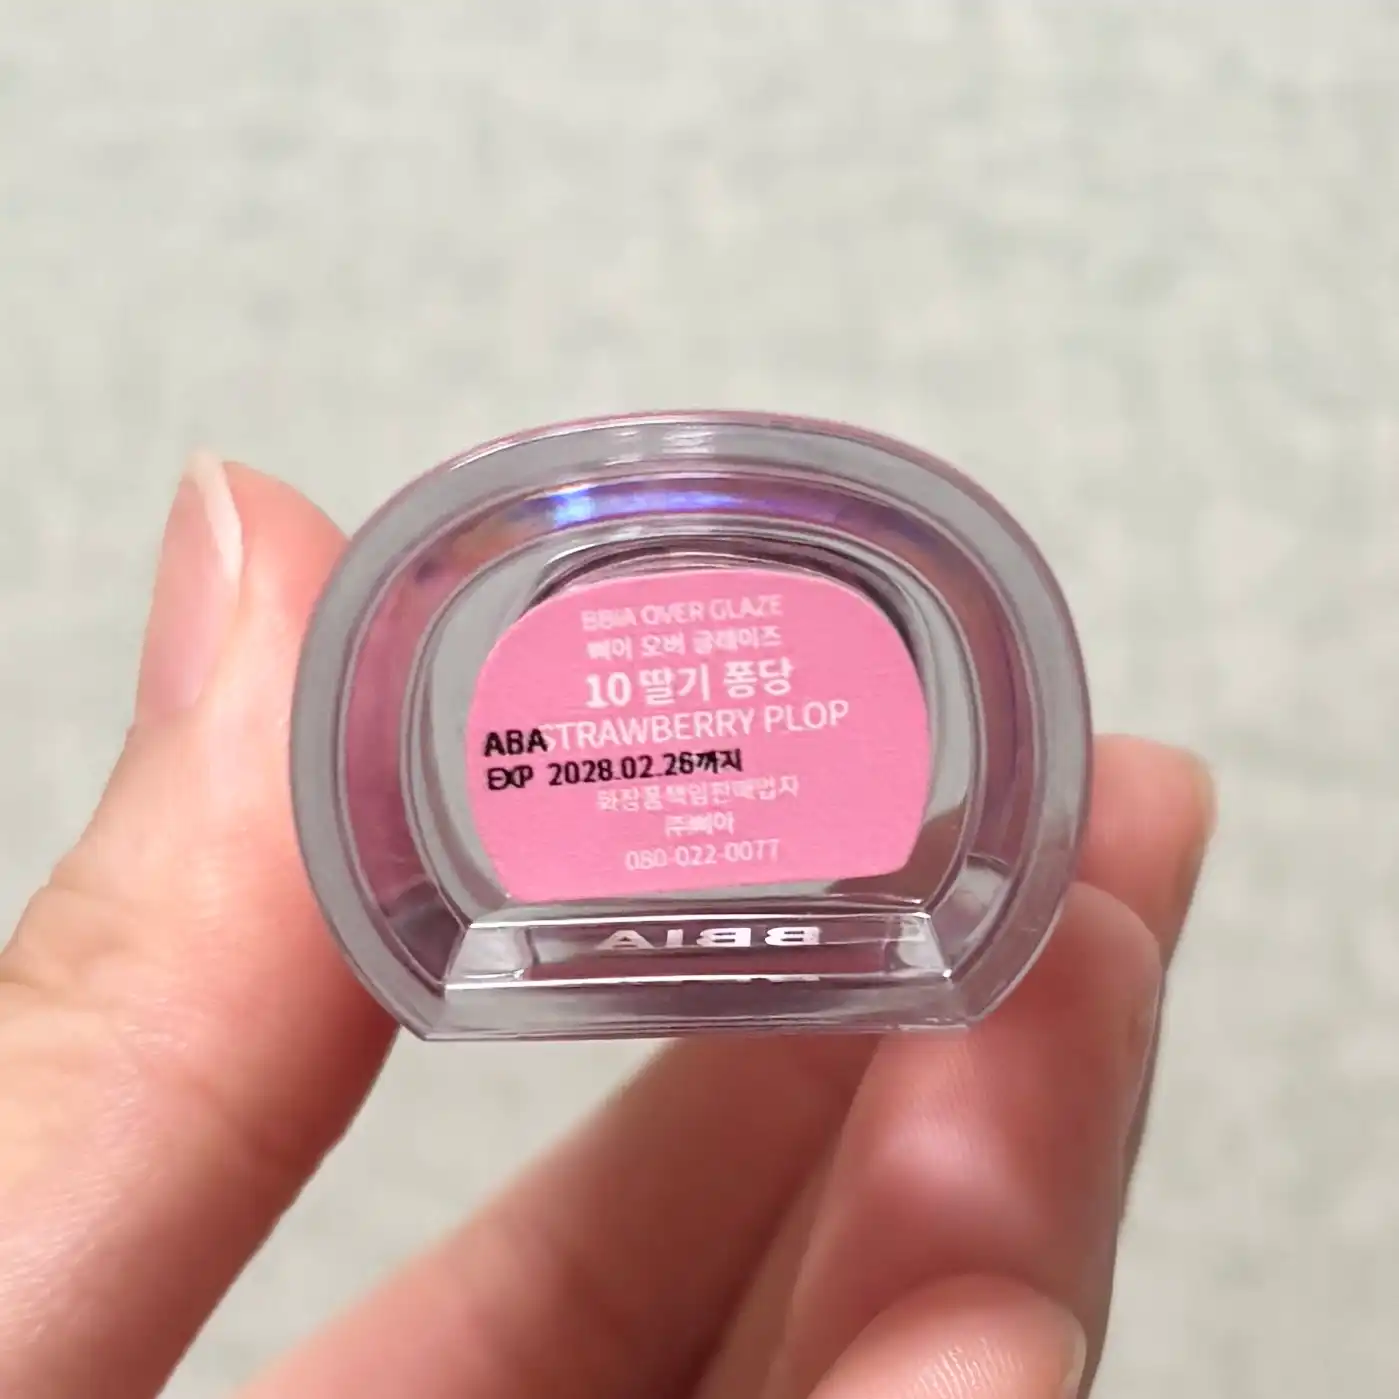 BBIA OVER GLAZE
삐아 오버 글레이즈
10 딸기 퐁당
STRAWBERRY PLOP
ABA
EXP 2028.02.26까지
화장품책임판매업자
㈜삐아
080-022-0077
BBIA